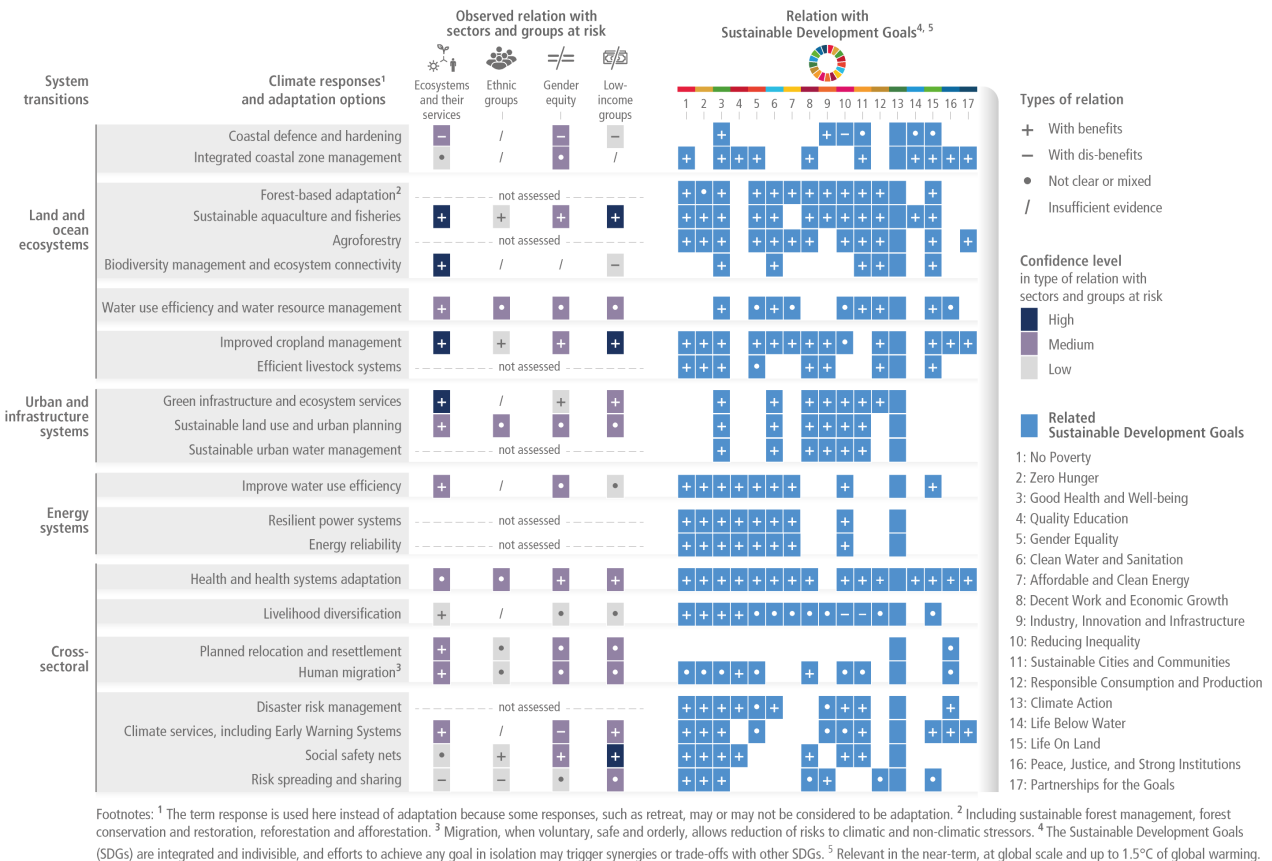 Observed relation with
sectors and groups at risk
Relation with
Sustainable Development Goals4, 5
System
transitions
Climate responses1
and adaptation options
Ecosystems
and their
services
Ethnic
groups
Gender
equity
Low-
income
groups
1 2 3 4 5 6 7 8 9 10 11 12 13 14 15 16 17
Land and
ocean
ecosystems
Coastal defence and hardening − / − − + + − • • +
Integrated coastal zone management • / • / + + + + + + + + + +
Forest-based adaptation2 not assessed + • + + + + + + + + + +
Sustainable aquaculture and fisheries + + + + + + + + + + + + + + + +
Agroforestry not assessed + + + + + + + + + + + +
Biodiversity management and ecosystem connectivity + / / − + + + + +
Water use efficiency and water resource management + • • • + • + • • + + + •
Improved cropland management + + + + + + + + + + + + • + + + +
Efficient livestock systems not assessed + + + • + + + +
Urban and
infrastructure
systems
Green infrastructure and ecosystem services + / + + + + + + + + +
Sustainable land use and urban planning + • • • + + + + + +
Sustainable urban water management not assessed + + + + + +
Energy
systems
Improve water use efficiency + / • • + + + + + + + + +
Resilient power systems not assessed + + + + + + + +
Energy reliability not assessed + + + + + + + +
Cross-
sectoral
Health and health systems adaptation • • + + + + + + + + + + + + + + + + +
Livelihood diversification + / • • + + + + • • • • • − − • •
Planned relocation and resettlement + • • • •
Human migration3 + • • • • • • + • + • • •
Disaster risk management not assessed + + + + • + • + + •
Climate services, including Early Warning Systems + / − + + + + • • • + + + +
Social safety nets • + + + + + + + + + + +
Risk spreading and sharing − − • • + + + • + • •
Types of relation
+ With benefits
− With dis-benefits
• Not clear or mixed
/ Insufficient evidence
Confidence level
in type of relation with
sectors and groups at risk
High
Medium
Low
Related
Sustainable Development Goals
1: No Poverty
2: Zero Hunger
3: Good Health and Well-being
4: Quality Education
5: Gender Equality
6: Clean Water and Sanitation
7: Affordable and Clean Energy
8: Decent Work and Economic Growth
9: Industry, Innovation and Infrastructure
10: Reducing Inequality
11: Sustainable Cities and Communities
12: Responsible Consumption and Production
13: Climate Action
14: Life Below Water
15: Life On Land
16: Peace, Justice, and Strong Institutions
17: Partnerships for the Goals
Footnotes: 1 The term response is used here instead of adaptation because some responses, such as retreat, may or may not be considered to be adaptation. 2 Including sustainable forest management, forest
conservation and restoration, reforestation and afforestation. 3 Migration, when voluntary, safe and orderly, allows reduction of risks to climatic and non-climatic stressors. 4 The Sustainable Development Goals
(SDGs) are integrated and indivisible, and efforts to achieve any goal in isolation may trigger synergies or trade-offs with other SDGs. 5 Relevant in the near-term, at global scale and up to 1.5°C of global warming.